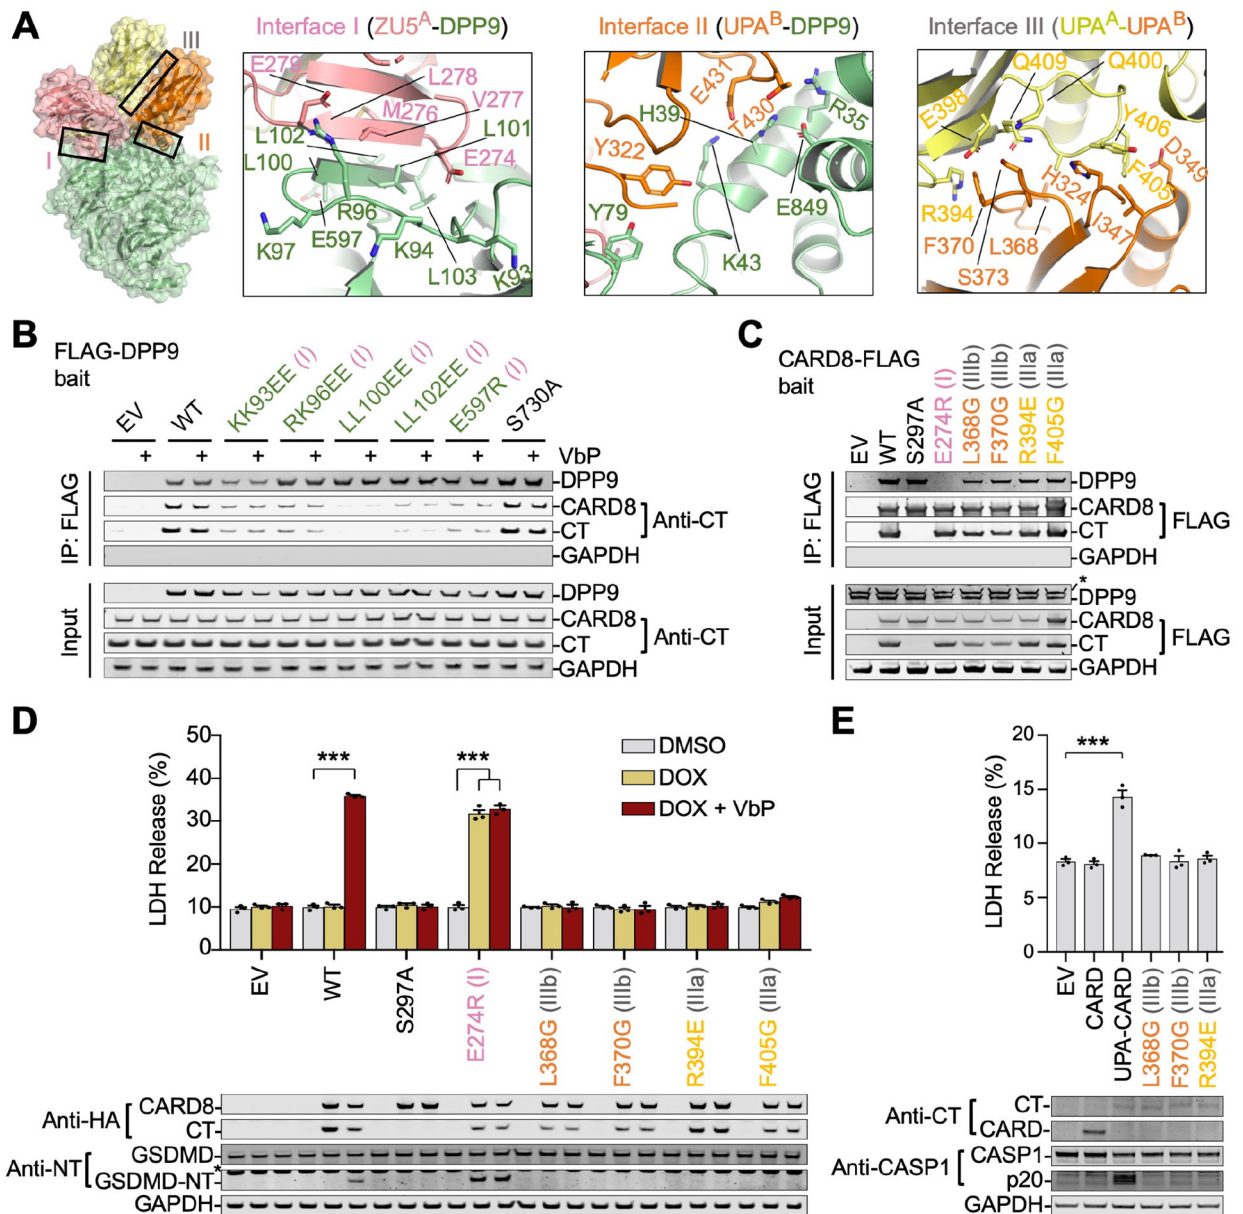 A
III
I
II
Interface I (ZU5A-DPP9)
E279
L278
M276
V277
L102
L101
L100
E274
R96
K97
E597
K94
L103
K93
Interface II (UPAB-DPP9)
E431
H39
T430
R35
Y322
Y79
E849
K43
Interface III (UPAA-UPAB)
Q409
Q400
E398
Y406
D349
H324
F405
R394
I347
F370
L368
S373
B
FLAG-DPP9
bait
EV
WT
KK93EE (I)
RK96EE (I)
LL100EE (I)
LL102EE (I)
E597R (I)
S730A
+ + + + + + + + VbP
IP: FLAG
DPP9
CARD8
CT
Anti-CT
GAPDH
Input
DPP9
CARD8
CT
Anti-CT
GAPDH
C
CARD8-FLAG
bait
EV
WT
S297A
E274R (I)
L368G (IIIb)
F370G (IIIb)
R394E (IIIa)
F405G (IIIa)
IP: FLAG
DPP9
CARD8
CT
FLAG
GAPDH
Input
*
DPP9
CARD8
CT
FLAG
GAPDH
D
LDH Release (%)
50
40
30
20
10
0
***
***
DMSO
DOX
DOX + VbP
EV
WT
S297A
E274R (I)
L368G (IIIb)
F370G (IIIb)
R394E (IIIa)
F405G (IIIa)
Anti-HA
CARD8
CT
Anti-NT
GSDMD
*
GSDMD-NT
GAPDH
E
LDH Release (%)
20
15
10
5
0
***
EV
CARD
UPA-CARD
L368G (IIIb)
F370G (IIIb)
R394E (IIIa)
Anti-CT
CT
CARD
Anti-CASP1
CASP1
p20
GAPDH